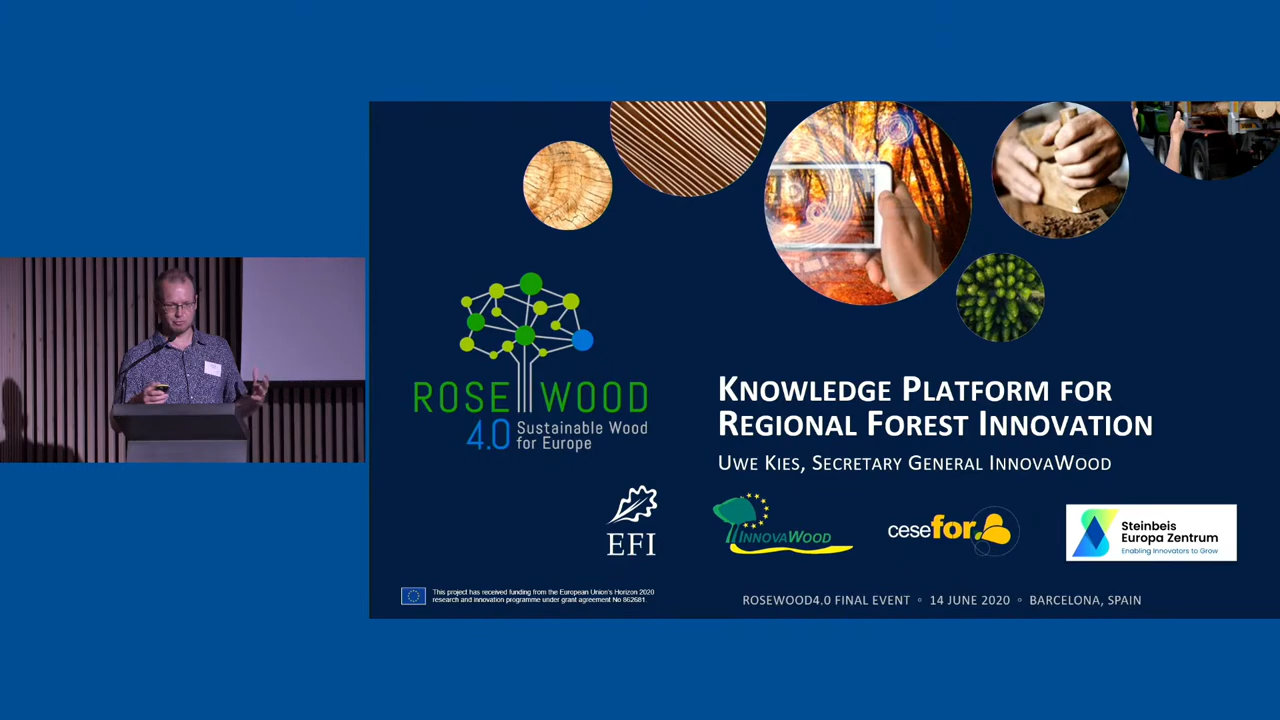 ROSEWOOD
4.0 Sustainable Wood
for Europe
KNOWLEDGE PLATFORM FOR
REGIONAL FOREST INNOVATION
UWE KIES, SECRETARY GENERAL INNOVAWOOD
EFI
INNOVAWOOD
cesefor
Steinbeis
Europa Zentrum
Enabling Innovators to Grow
This project has received funding from the European Union's Horizon 2020
research and innovation programme under grant agreement No 862681.
ROSEWOOD4.0 FINAL EVENT ◦ 14 JUNE 2020 ◦ BARCELONA, SPAIN